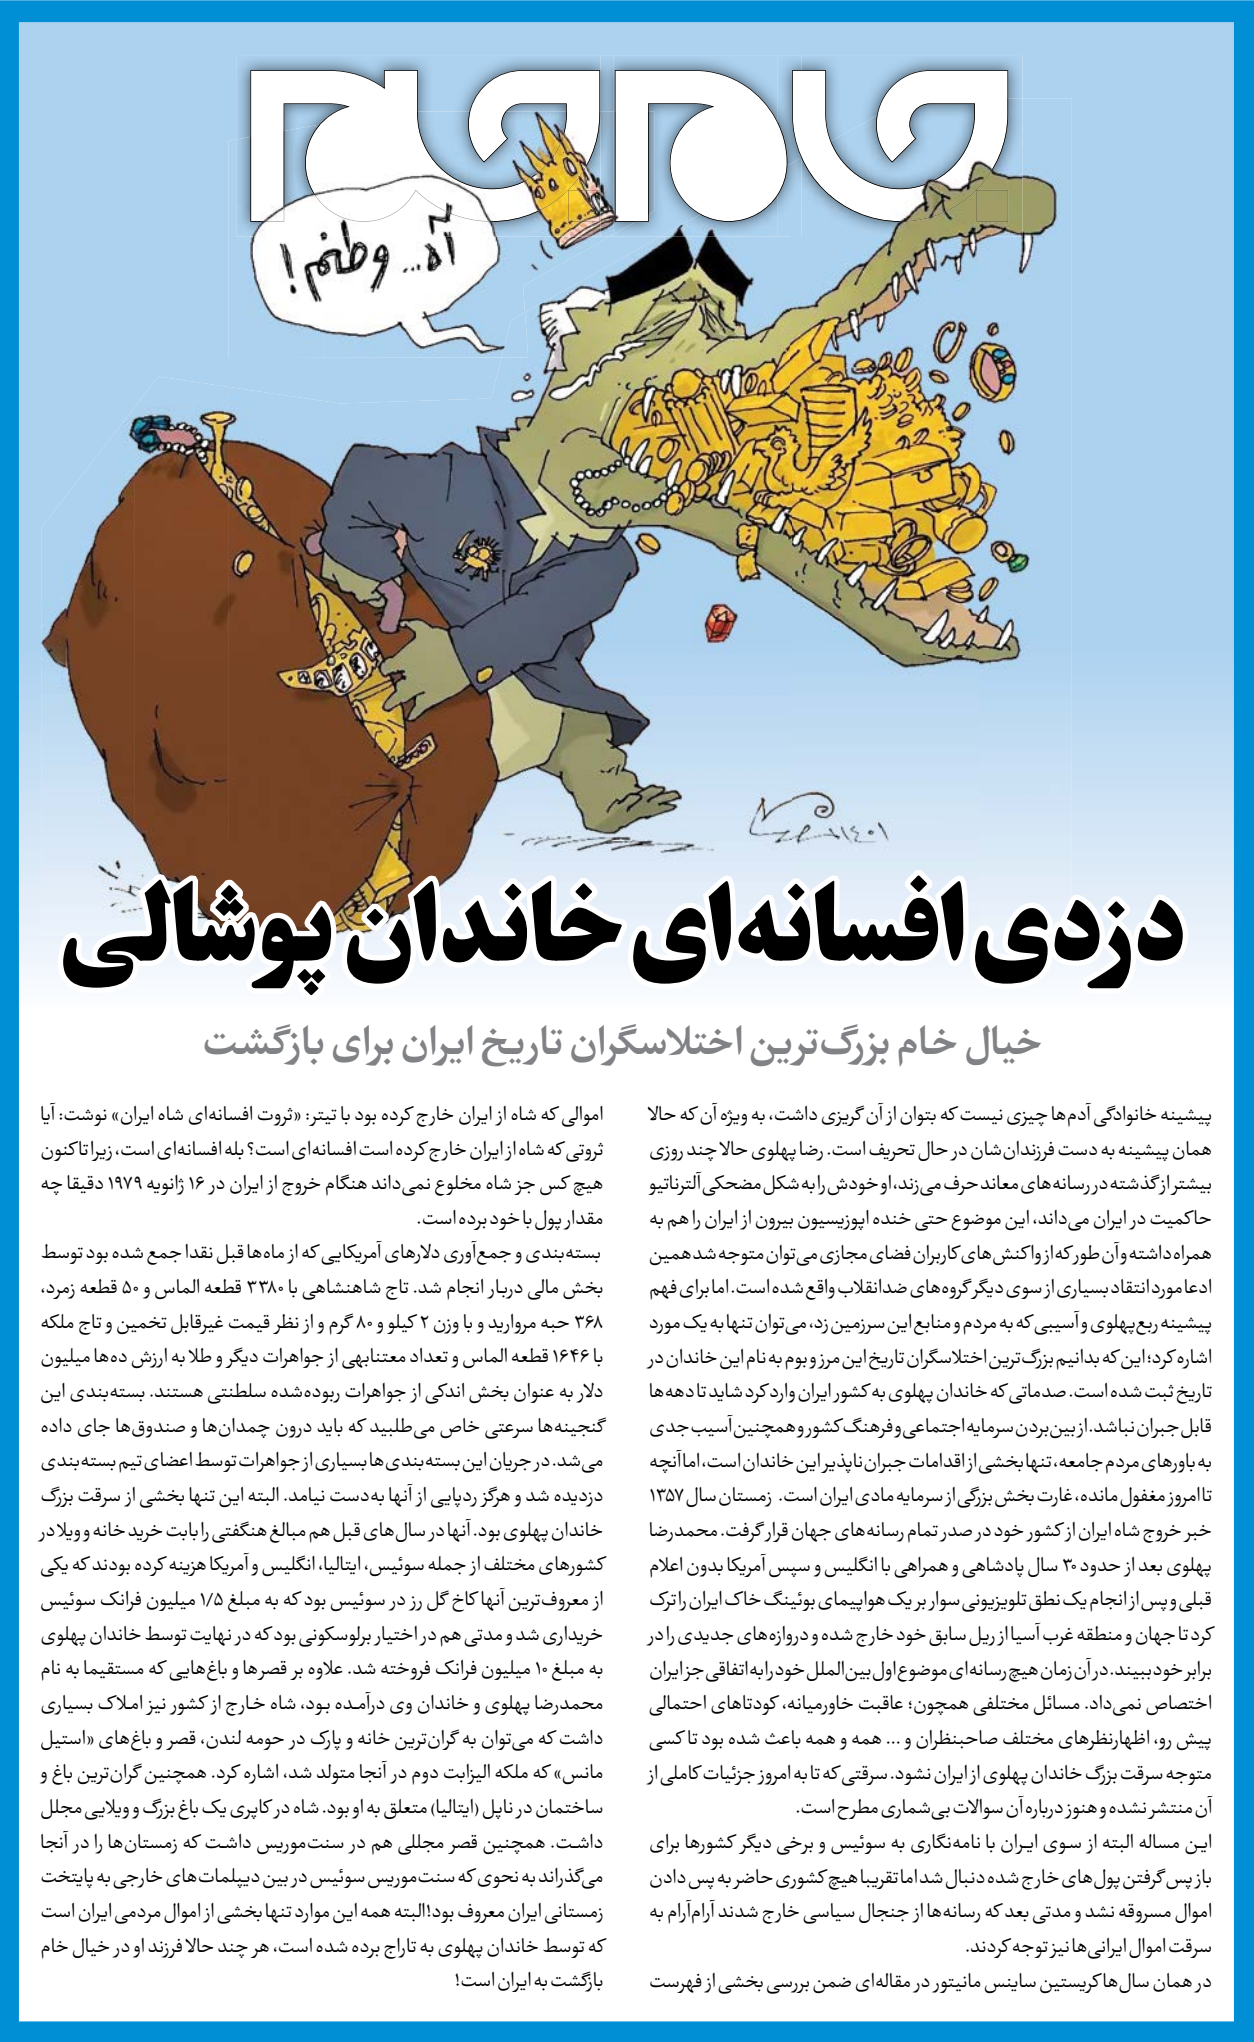 جام جم
آه... وطنم!
۱۴۰۱
دزدی افسانه‌ای خاندان پوشالی
خیال خام بزرگ‌ترین اختلاسگران تاریخ ایران برای بازگشت
پیشینه خانوادگی آدم‌ها چیزی نیست که بتوان از آن گریزی داشت، به ویژه آن که حالا
همان پیشینه به دست فرزندان‌شان در حال تحریف است. رضا پهلوی حالا چند روزی
بیشتر از گذشته در رسانه‌های معاند حرف می‌زند، او خودش را به شکل مضحکی آلترناتیو
حاکمیت در ایران می‌داند، این موضوع حتی خنده اپوزیسیون بیرون از ایران را هم به
همراه داشته و آن طور که از واکنش‌های کاربران فضای مجازی می‌توان متوجه شد همین
ادعا مورد انتقاد بسیاری از سوی دیگر گروه‌های ضدانقلاب واقع شده است. اما برای فهم
پیشینه ربع‌پهلوی و آسیبی که به مردم و منابع این سرزمین زد، می‌توان تنها به یک مورد
اشاره کرد؛ این که بدانیم بزرگ‌ترین اختلاسگران تاریخ این مرز و بوم به نام این خاندان در
تاریخ ثبت شده است. صدماتی که خاندان پهلوی به کشور ایران وارد کرد شاید تا دهه‌ها
قابل جبران نباشد. از بین بردن سرمایه اجتماعی و فرهنگ کشور و همچنین آسیب جدی
به باورهای مردم جامعه، تنها بخشی از اقدامات جبران‌ناپذیر این خاندان است، اما آنچه
تا امروز مغفول مانده، غارت بخش بزرگی از سرمایه مادی ایران است. زمستان سال ۱۳۵۷
خبر خروج شاه ایران از کشور خود در صدر تمام رسانه‌های جهان قرار گرفت. محمدرضا
پهلوی بعد از حدود ۳۰ سال پادشاهی و همراهی با انگلیس و سپس آمریکا بدون اعلام
قبلی و پس از انجام یک نطق تلویزیونی سوار بر یک هواپیمای بوئینگ خاک ایران را ترک
کرد تا جهان و منطقه غرب آسیا از ریل سابق خود خارج شده و دروازه‌های جدیدی را در
برابر خود ببیند. در آن زمان هیچ رسانه‌ای موضوع اول بین‌الملل خود را به اتفاقی جز ایران
اختصاص نمی‌داد. مسائل مختلفی همچون؛ عاقبت خاورمیانه، کودتاهای احتمالی
پیش رو، اظهارنظرهای مختلف صاحبنظران و ... همه و همه باعث شده بود تا کسی
متوجه سرقت بزرگ خاندان پهلوی از ایران نشود. سرقتی که تا به امروز جزئیات کاملی از
آن منتشر نشده و هنوز درباره آن سوالات بی‌شماری مطرح است.
این مساله البته از سوی ایران با نامه‌نگاری به سوئیس و برخی دیگر کشورها برای
باز پس گرفتن پول‌های خارج شده دنبال شد اما تقریبا هیچ کشوری حاضر به پس دادن
اموال مسروقه نشد و مدتی بعد که رسانه‌ها از جنجال سیاسی خارج شدند آرام‌آرام به
سرقت اموال ایرانی‌ها نیز توجه کردند.
در همان سال‌ها کریستین ساینس مانیتور در مقاله‌ای ضمن بررسی بخشی از فهرست
اموالی که شاه از ایران خارج کرده بود با تیتر: «ثروت افسانه‌ای شاه ایران» نوشت: آیا
ثروتی که شاه از ایران خارج کرده است افسانه‌ای است؟ بله افسانه‌ای است، زیرا تاکنون
هیچ کس جز شاه مخلوع نمی‌داند هنگام خروج از ایران در ۱۶ ژانویه ۱۹۷۹ دقیقا چه
مقدار پول با خود برده است.
بسته‌بندی و جمع‌آوری دلارهای آمریکایی که از ماه‌ها قبل نقدا جمع شده بود توسط
بخش مالی دربار انجام شد. تاج شاهنشاهی با ۳۳۸۰ قطعه الماس و ۵۰ قطعه زمرد،
۳۶۸ حبه مروارید و با وزن ۲ کیلو و ۸۰ گرم و از نظر قیمت غیرقابل تخمین و تاج ملکه
با ۱۶۴۶ قطعه الماس و تعداد معتنابهی از جواهرات دیگر و طلا به ارزش ده‌ها میلیون
دلار به عنوان بخش اندکی از جواهرات ربوده‌شده سلطنتی هستند. بسته‌بندی این
گنجینه‌ها سرعتی خاص می‌طلبید که باید درون چمدان‌ها و صندوق‌ها جای داده
می‌شد. در جریان این بسته‌بندی‌ها بسیاری از جواهرات توسط اعضای تیم بسته‌بندی
دزدیده شد و هرگز ردپایی از آنها به‌دست نیامد. البته این تنها بخشی از سرقت بزرگ
خاندان پهلوی بود. آنها در سال‌های قبل هم مبالغ هنگفتی را بابت خرید خانه و ویلا در
کشورهای مختلف از جمله سوئیس، ایتالیا، انگلیس و آمریکا هزینه کرده بودند که یکی
از معروف‌ترین آنها کاخ گل رز در سوئیس بود که به مبلغ ۱/۵ میلیون فرانک سوئیس
خریداری شد و مدتی هم در اختیار برلوسکونی بود که در نهایت توسط خاندان پهلوی
به مبلغ ۱۰ میلیون فرانک فروخته شد. علاوه بر قصرها و باغ‌هایی که مستقیما به نام
محمدرضا پهلوی و خاندان وی درآمده بود، شاه خارج از کشور نیز املاک بسیاری
داشت که می‌توان به گران‌ترین خانه و پارک در حومه لندن، قصر و باغ‌های «استیل
مانس» که ملکه الیزابت دوم در آنجا متولد شد، اشاره کرد. همچنین گران‌ترین باغ و
ساختمان در ناپل (ایتالیا) متعلق به او بود. شاه در کاپری یک باغ بزرگ و ویلایی مجلل
داشت. همچنین قصر مجللی هم در سنت‌موریس داشت که زمستان‌ها را در آنجا
می‌گذراند به نحوی که سنت‌موریس سوئیس در بین دیپلمات‌های خارجی به پایتخت
زمستانی ایران معروف بود!البته همه این موارد تنها بخشی از اموال مردمی ایران است
که توسط خاندان پهلوی به تاراج برده شده است، هر چند حالا فرزند او در خیال خام
بازگشت به ایران است!